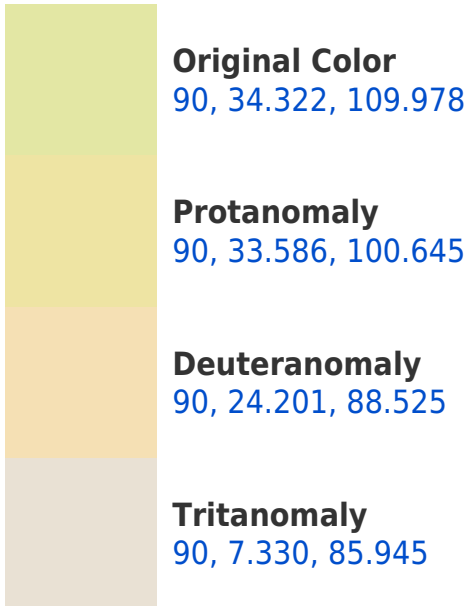 Original Color
90, 34.322, 109.978
Protanomaly
90, 33.586, 100.645
Deuteranomaly
90, 24.201, 88.525
Tritanomaly
90, 7.330, 85.945